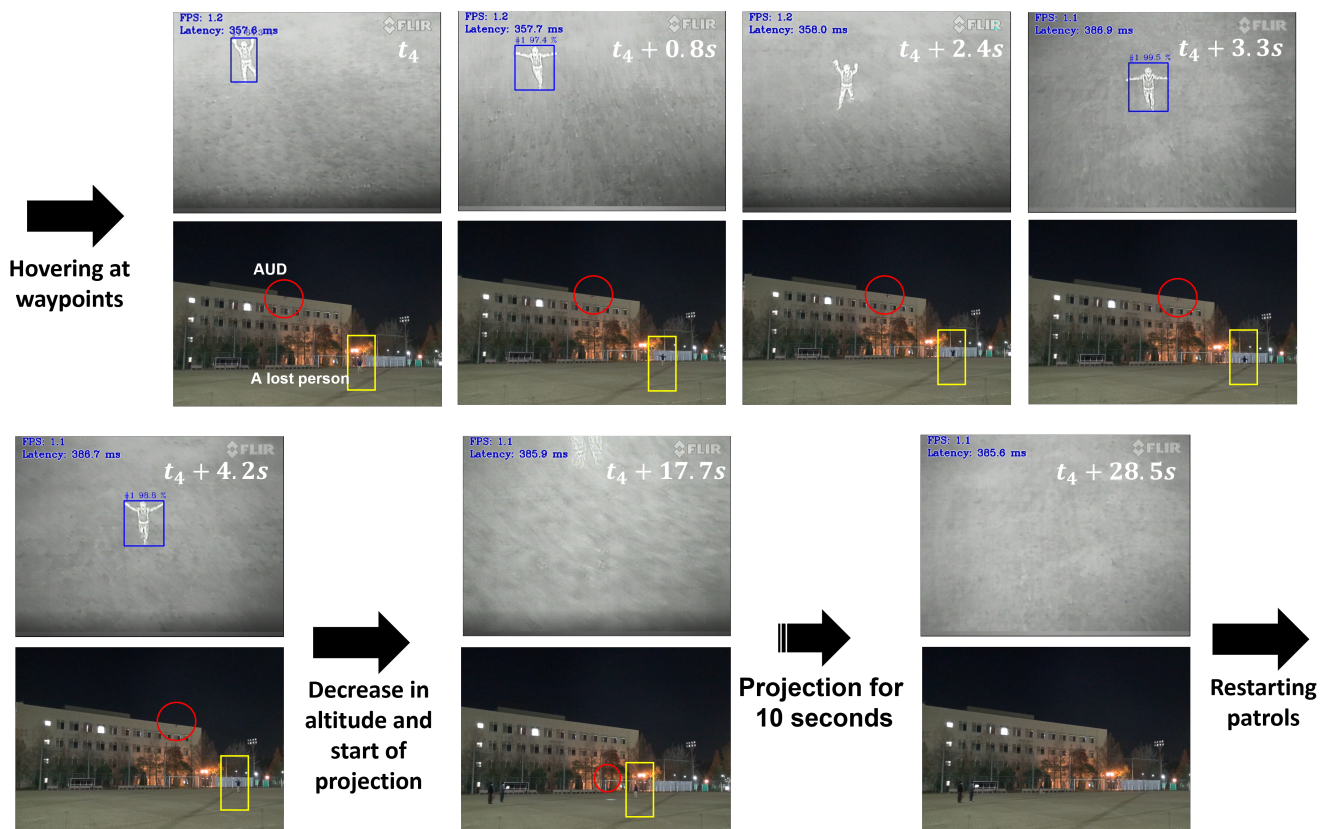 FPS: 1.2
Latency: 357.6 ms
FLIR
t₄
FPS: 1.2
Latency: 357.7 ms
#1 97.4 %
FLIR
t₄ + 0.8s
FPS: 1.2
Latency: 358.0 ms
FLIR
t₄ + 2.4s
FPS: 1.1
Latency: 386.9 ms
#1 99.5 %
FLIR
t₄ + 3.3s
Hovering at
waypoints
AUD
A lost person
FPS: 1.1
Latency: 386.7 ms
#1 98.8 %
FLIR
t₄ + 4.2s
Decrease in
altitude and
start of
projection
FPS: 1.1
Latency: 385.9 ms
FLIR
t₄ + 17.7s
Projection for
10 seconds
FPS: 1.1
Latency: 385.6 ms
FLIR
t₄ + 28.5s
Restarting
patrols